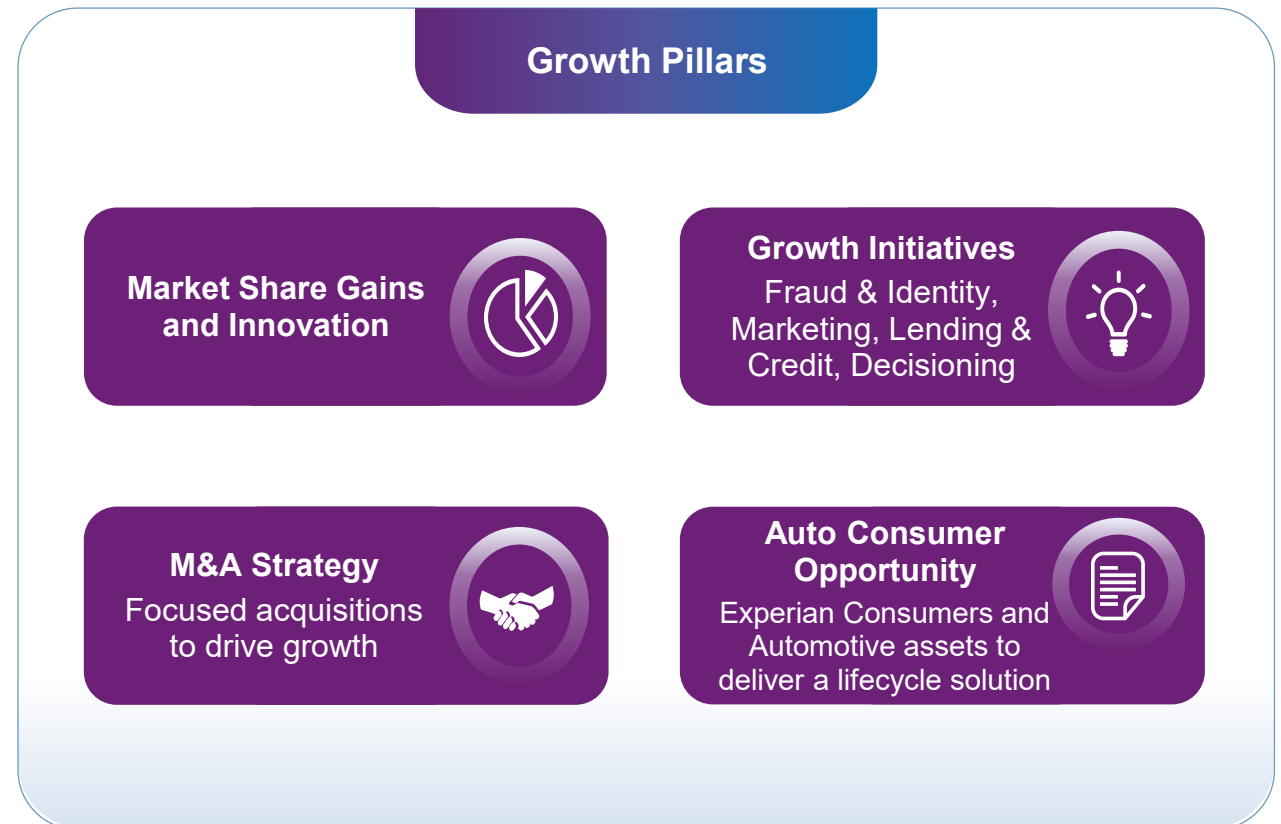 Growth Pillars
Market Share Gains
and Innovation
Growth Initiatives
Fraud & Identity,
Marketing, Lending &
Credit, Decisioning
M&A Strategy
Focused acquisitions
to drive growth
Auto Consumer
Opportunity
Experian Consumers and
Automotive assets to
deliver a lifecycle solution